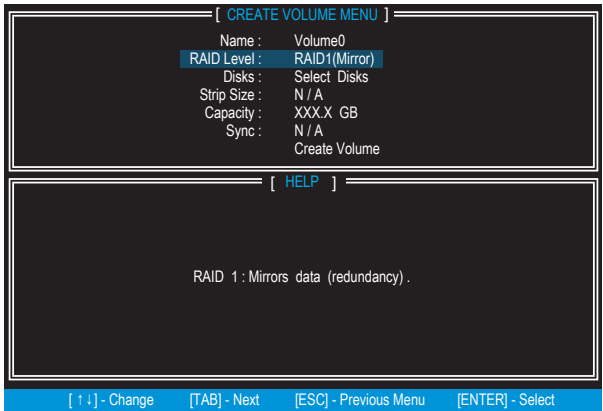 [ CREATE VOLUME MENU ]
Name : Volume0
RAID Level : RAID1(Mirror)
Disks : Select Disks
Strip Size : N / A
Capacity : XXX.X GB
Sync : N / A
Create Volume
[ HELP ]
RAID 1 : Mirrors data (redundancy) .
[ ↑↓] - Change [TAB] - Next [ESC] - Previous Menu [ENTER] - Select